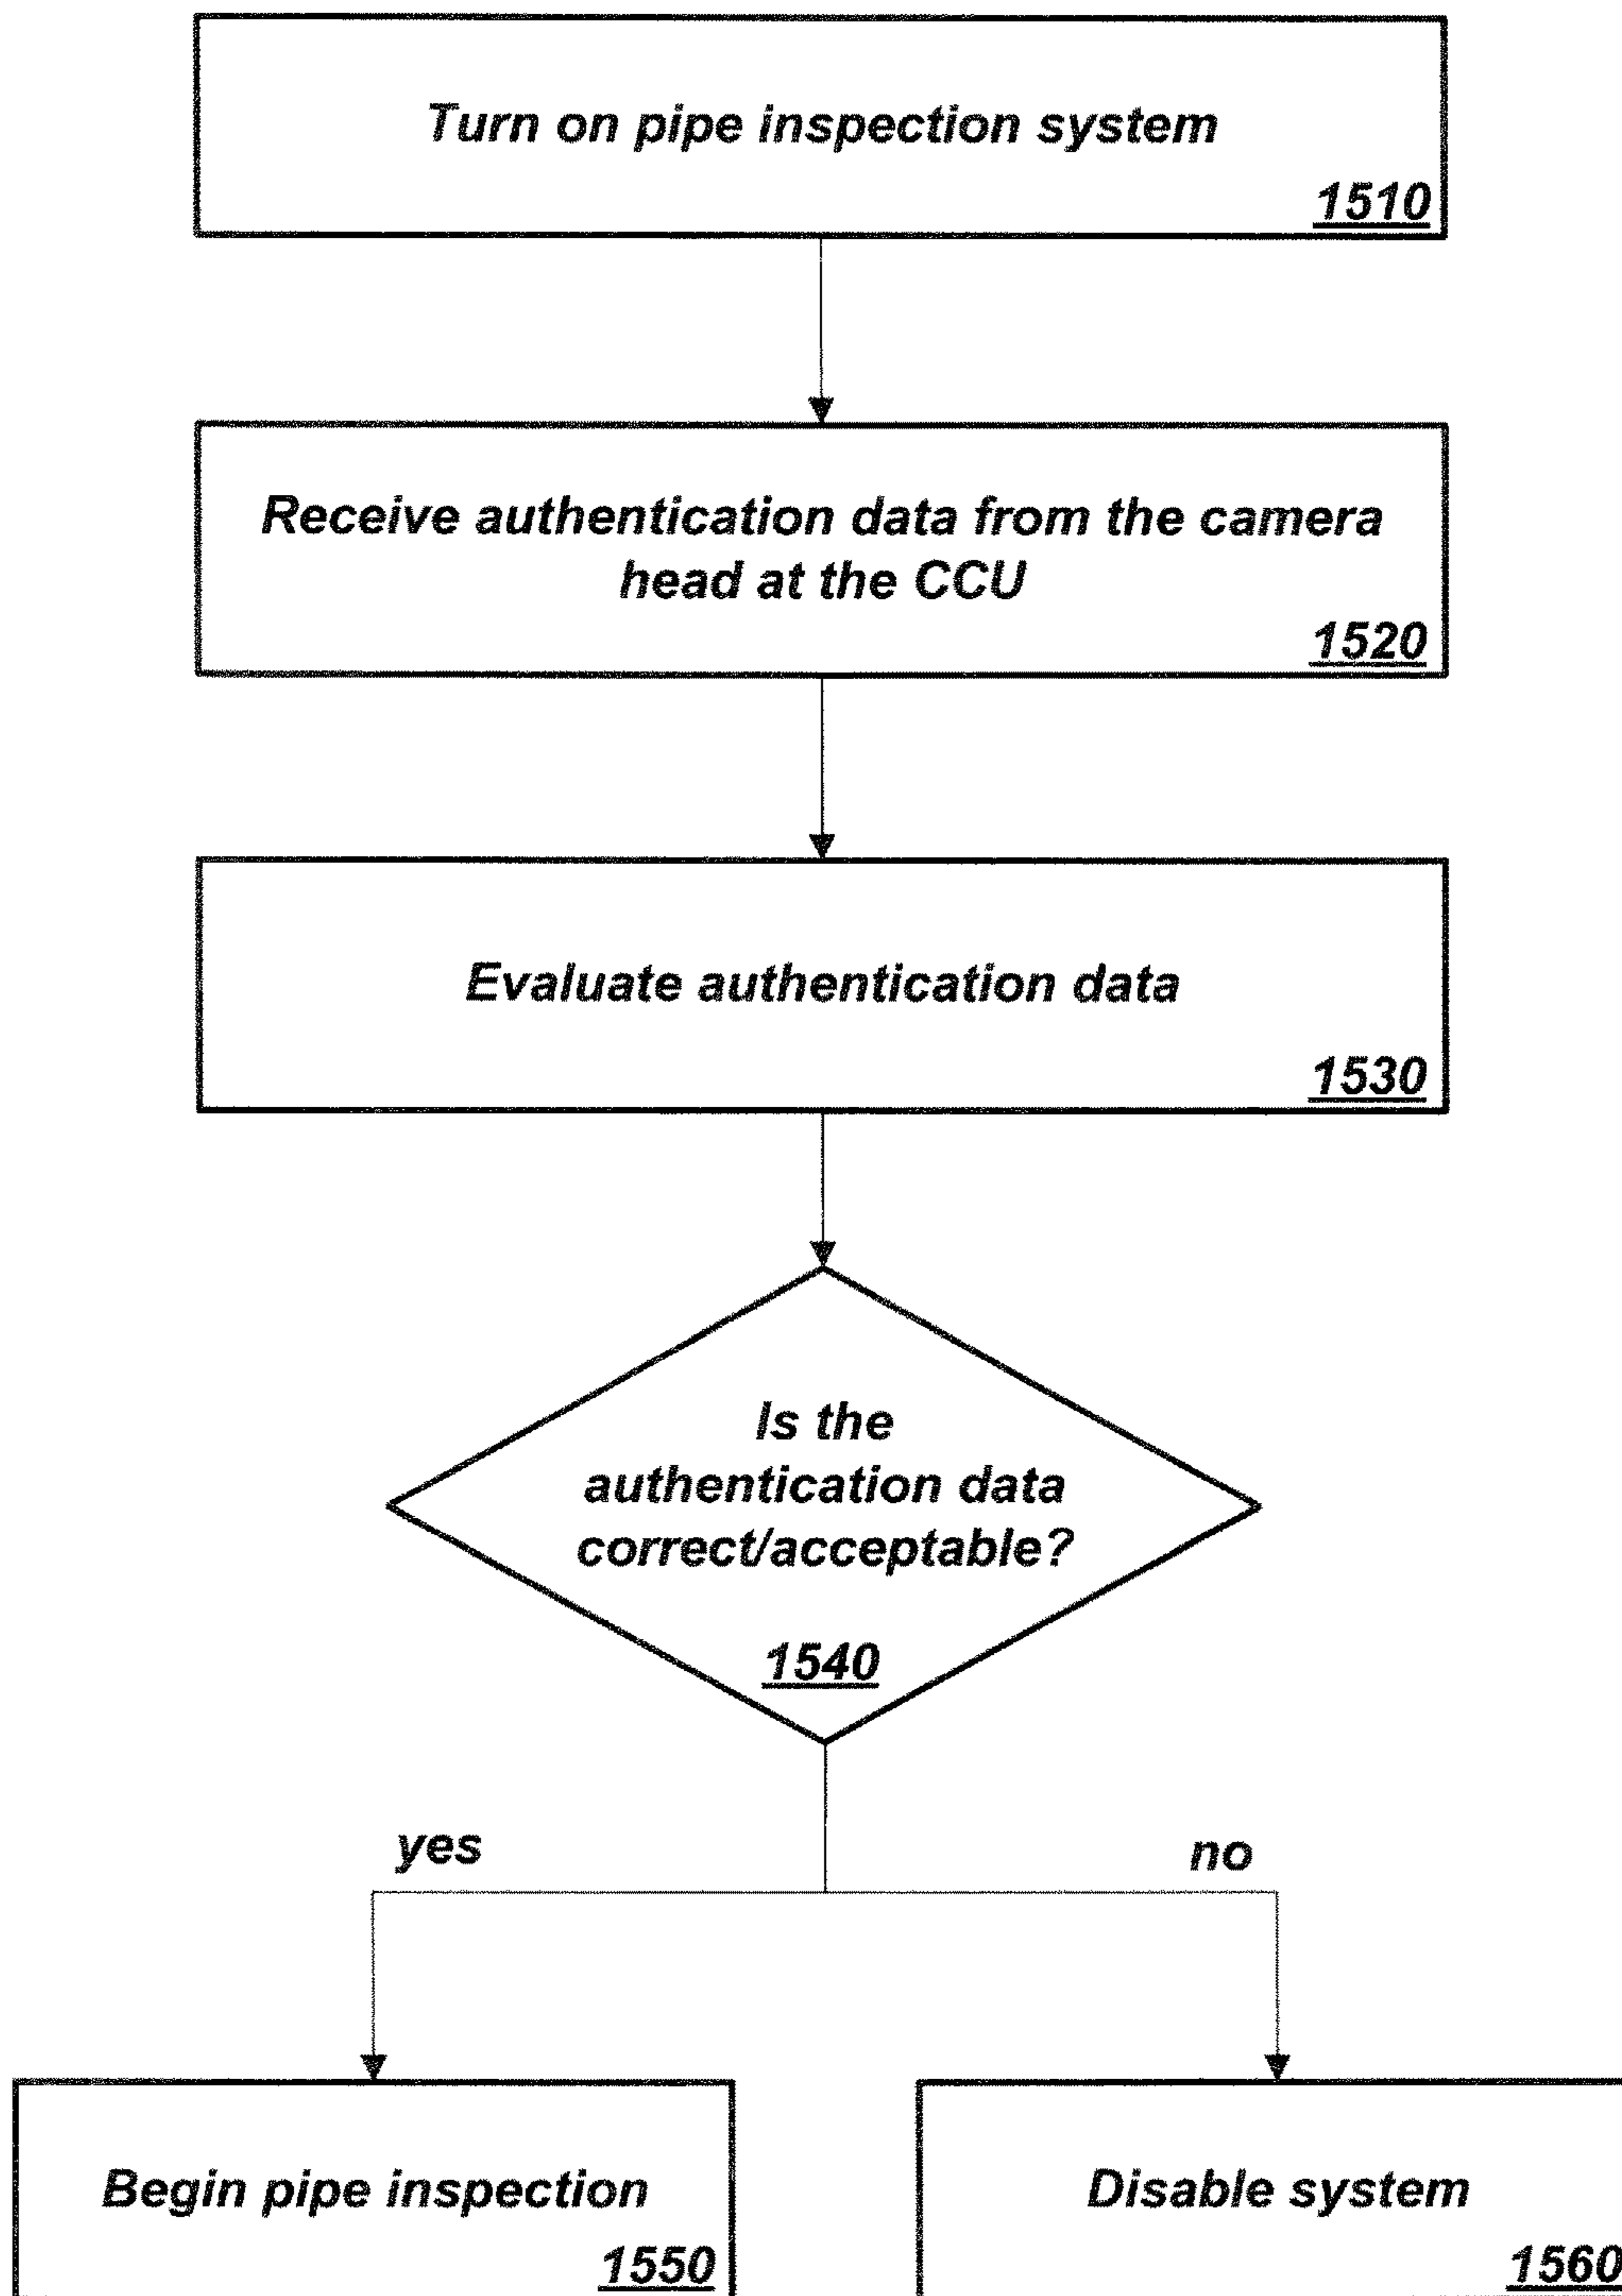 Turn on pipe inspection system
1510
Receive authentication data from the camera
head at the CCU
1520
Evaluate authentication data
1530
Is the
authentication data
correct/acceptable?
1540
yes
no
Begin pipe inspection
1550
Disable system
1560